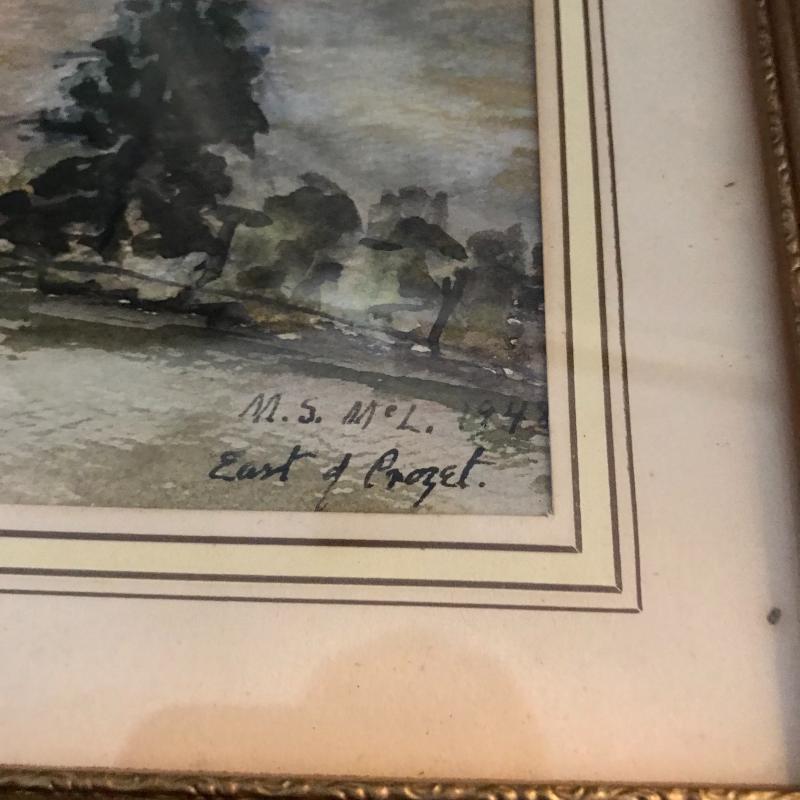 M.S. McL. 194
East of Crozet.